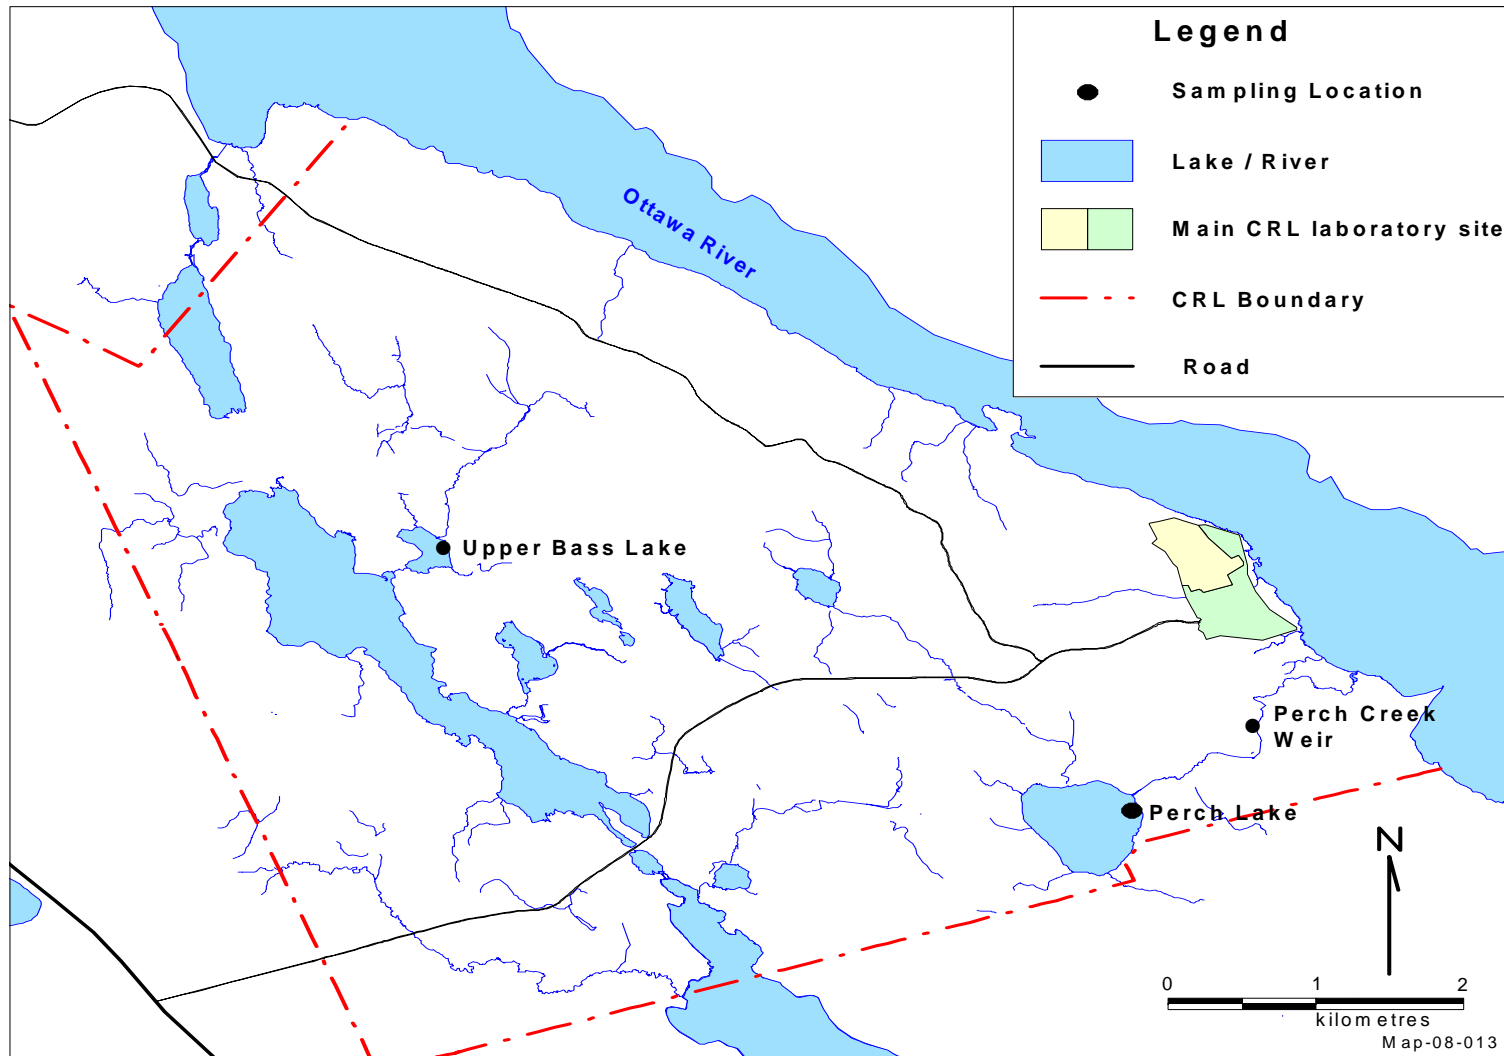 Legend
Sampling Location
Lake / River
Main CRL laboratory site
CRL Boundary
Road
Ottawa River
Upper Bass Lake
Perch Creek
Weir
Perch Lake
N
0 1 2
kilometres
Map-08-013